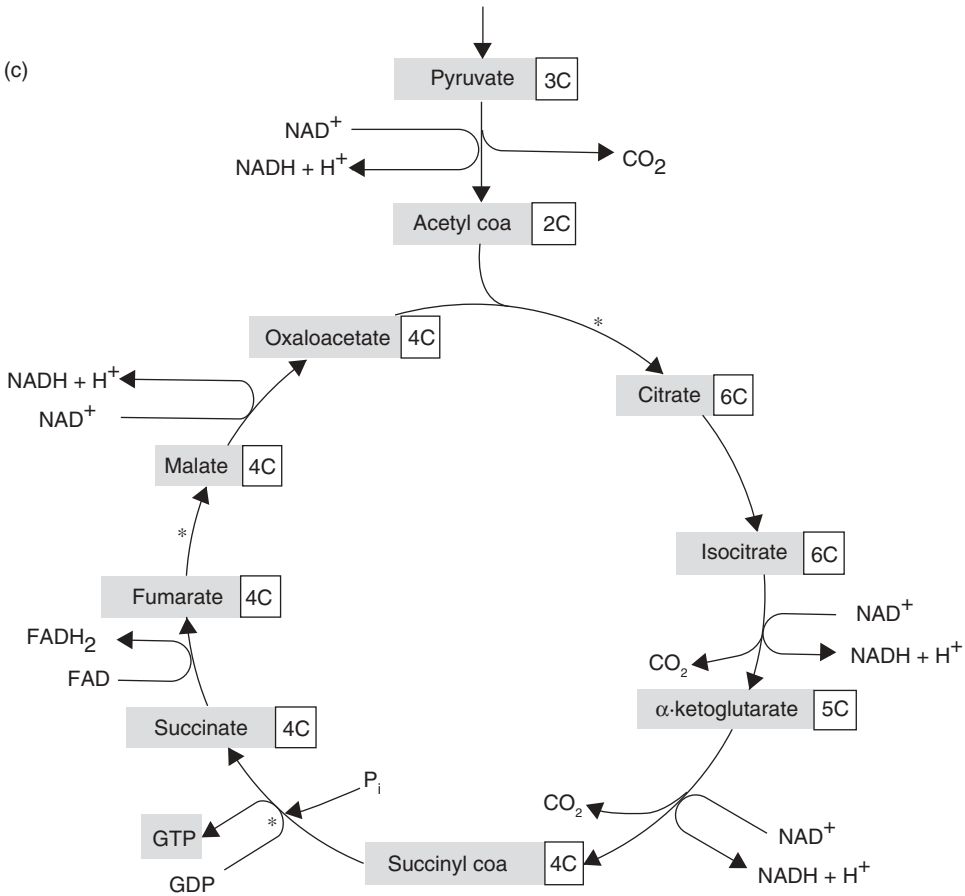 (c)
Pyruvate 3C
NAD⁺
NADH + H⁺
CO₂
Acetyl coa 2C
Oxaloacetate 4C
*
NADH + H⁺
NAD⁺
Citrate 6C
Malate 4C
*
Isocitrate 6C
Fumarate 4C
NAD⁺
FADH₂
CO₂
NADH + H⁺
FAD
α·ketoglutarate 5C
Succinate 4C
Pᵢ
CO₂
GTP
*
NAD⁺
Succinyl coa 4C
GDP
NADH + H⁺